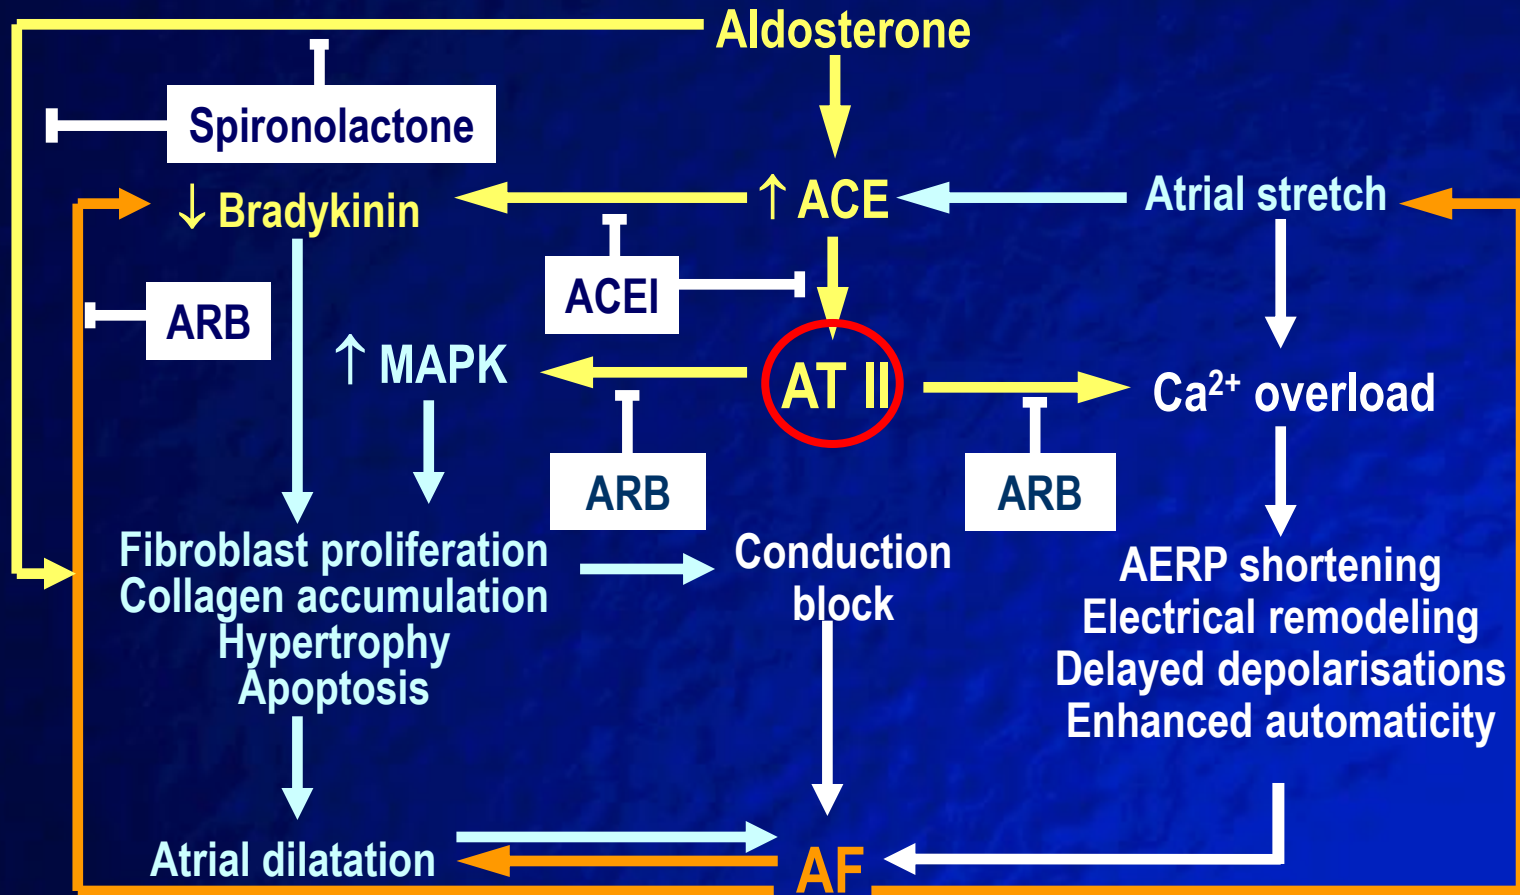 Aldosterone
Spironolactone
↓ Bradykinin
↑ ACE
Atrial stretch
ACEI
ARB
↑ MAPK
AT II
Ca²⁺ overload
ARB
ARB
Fibroblast proliferation
Collagen accumulation
Hypertrophy
Apoptosis
Conduction
block
AERP shortening
Electrical remodeling
Delayed depolarisations
Enhanced automaticity
Atrial dilatation
AF